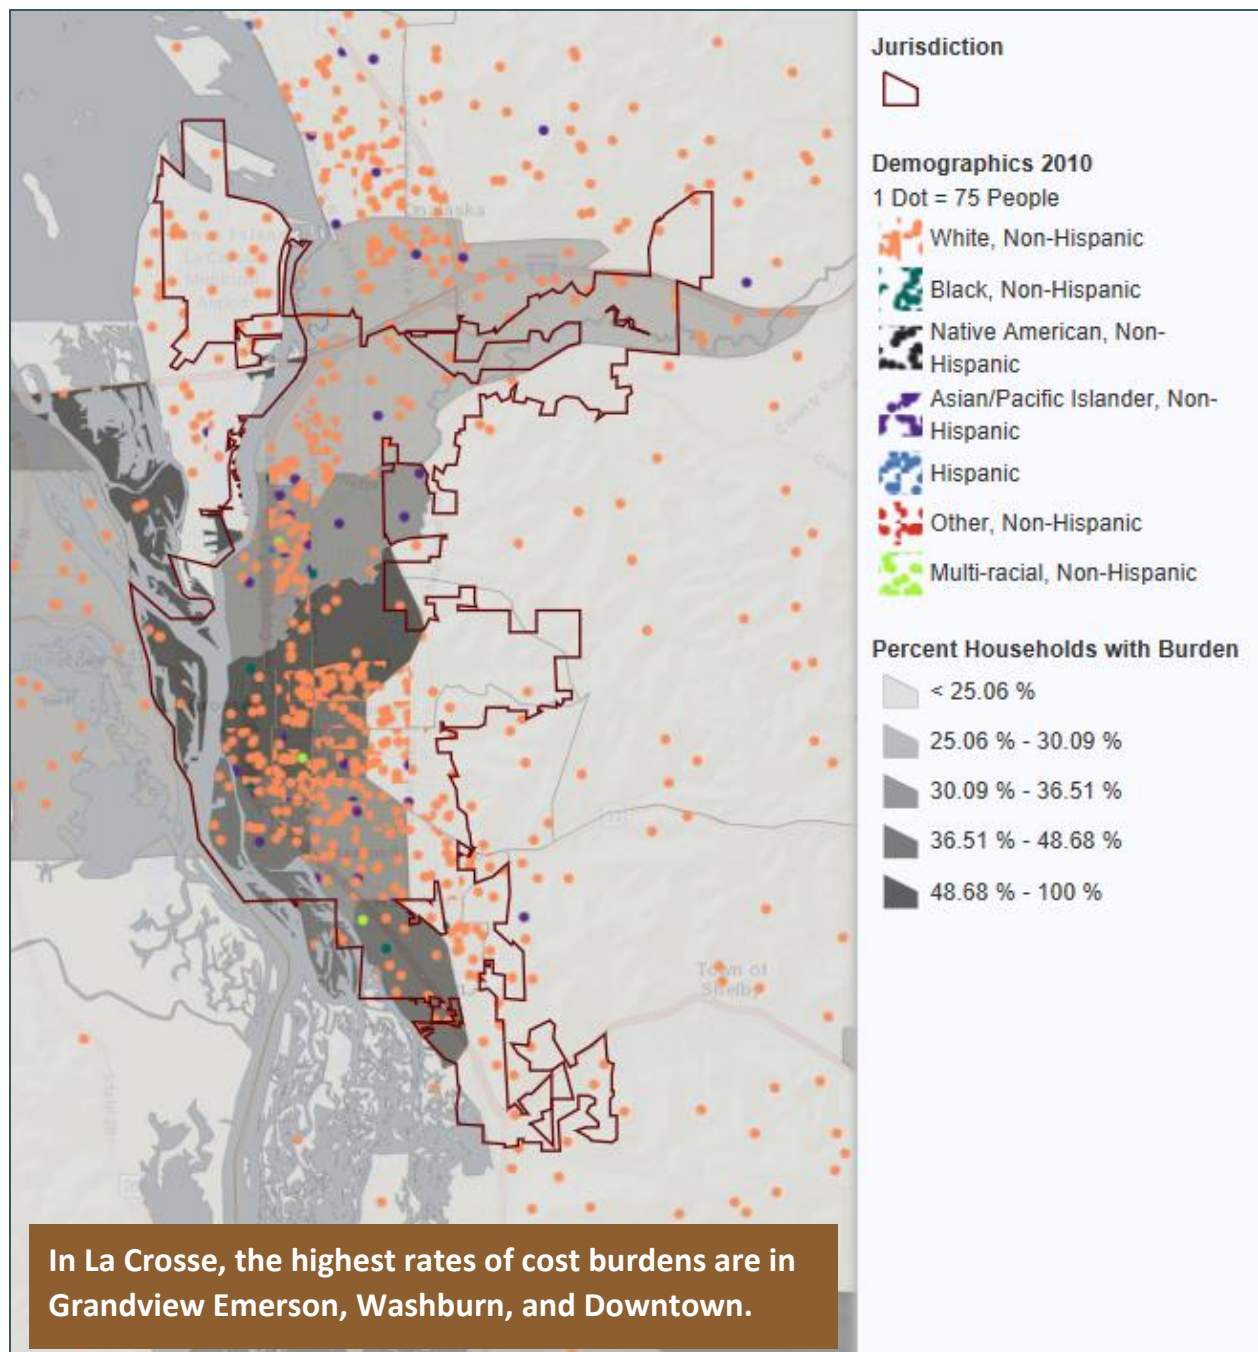 Jurisdiction
Demographics 2010
1 Dot = 75 People
White, Non-Hispanic
Black, Non-Hispanic
Native American, Non-
Hispanic
Asian/Pacific Islander, Non-
Hispanic
Hispanic
Other, Non-Hispanic
Multi-racial, Non-Hispanic
Percent Households with Burden
< 25.06 %
25.06 % - 30.09 %
30.09 % - 36.51 %
36.51 % - 48.68 %
48.68 % - 100 %
Town of
Shelby
In La Crosse, the highest rates of cost burdens are in
Grandview Emerson, Washburn, and Downtown.